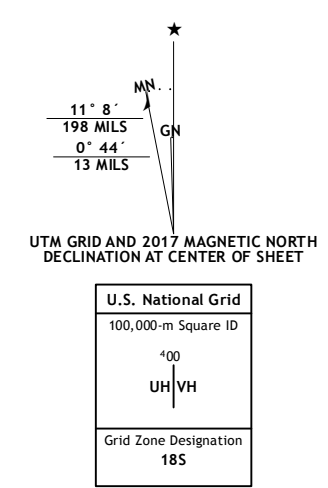 MN
11° 8´
198 MILS
GN
0° 44´
13 MILS
UTM GRID AND 2017 MAGNETIC NORTH
DECLINATION AT CENTER OF SHEET
U.S. National Grid
100,000-m Square ID
⁴00
UH VH
Grid Zone Designation
18S